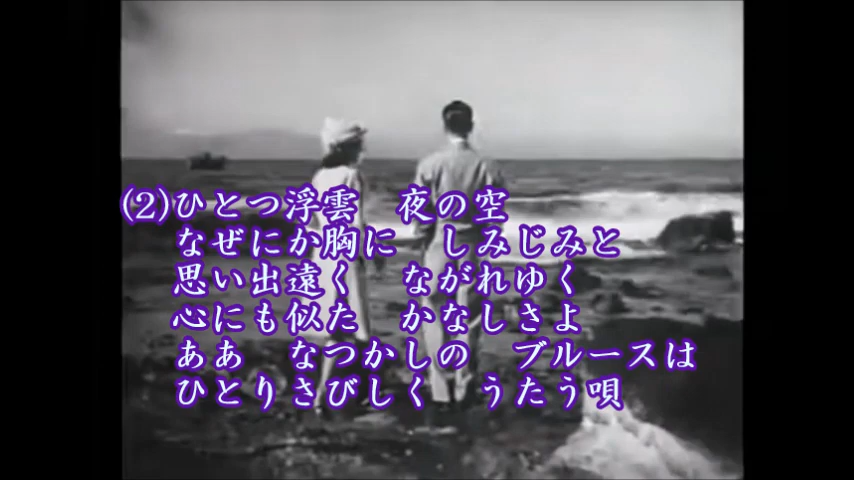 (2)ひとつ浮雲　夜の空
なぜにか胸に　しみじみと
思い出遠く　ながれゆく
心にも似た　かなしさよ
ああ　なつかしの　ブルースは
ひとりさびしく　うたう唄